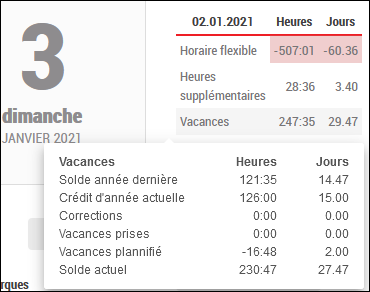 3
dimanche
JANVIER 2021
02.01.2021 Heures Jours
Horaire flexible -507:01 -60.36
Heures
supplémentaires 28:36 3.40
Vacances 247:35 29.47
Vacances Heures Jours
Solde année dernière 121:35 14.47
Crédit d'année actuelle 126:00 15.00
Corrections 0:00 0.00
Vacances prises 0:00 0.00
Vacances plannifié -16:48 2.00
Solde actuel 230:47 27.47
rques